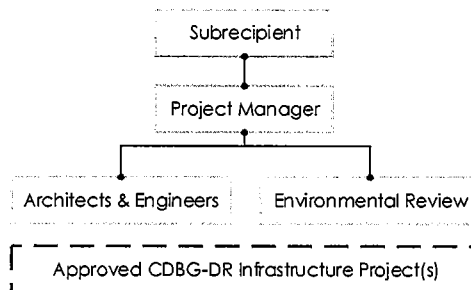 Subrecipient
Project Manager
Architects & Engineers
Environmental Review
Approved CDBG-DR Infrastructure Project(s)